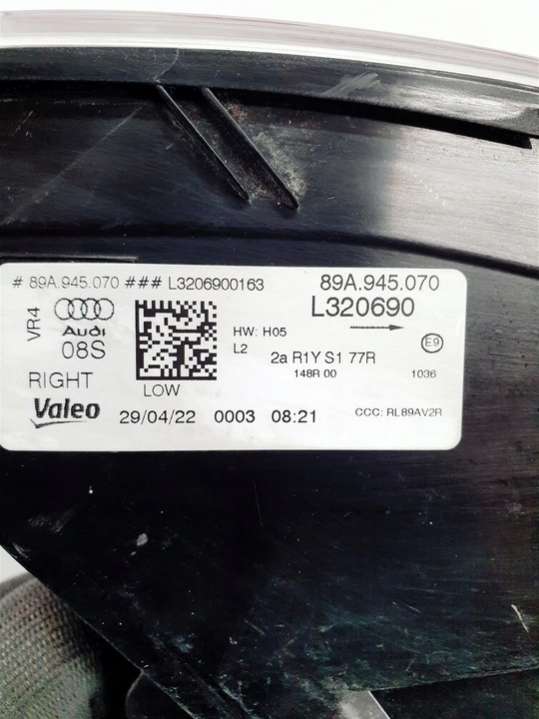 # 89A.945.070 ### L3206900163
89A.945.070
L320690
VR4
Audi
08S
HW: H05
L2
2a R1Y S1 77R
E9
148R 00
1036
RIGHT
LOW
Valeo
29/04/22 0003 08:21
CCC: RL89AV2R